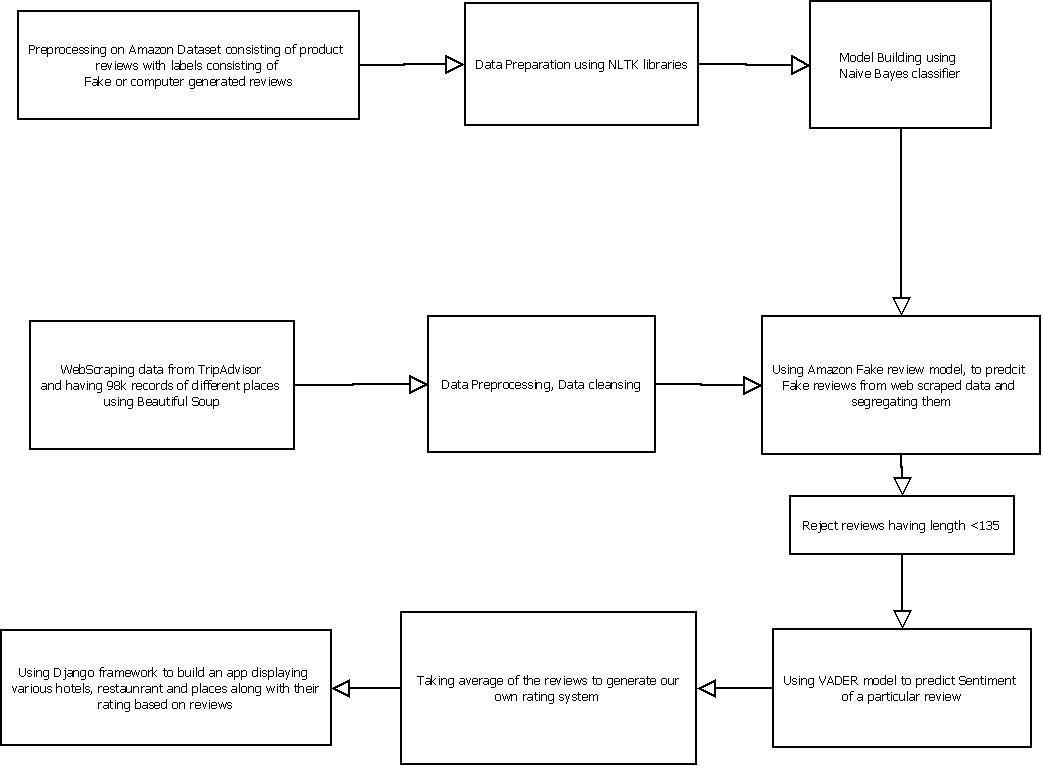 Preprocessing on Amazon Dataset consisting of product
reviews with labels consisting of
Fake or computer generated reviews
Data Preparation using NLTK libraries
Model Building using
Naive Bayes classifier
WebScraping data from TripAdvisor
and having 98k records of different places
using Beautiful Soup
Data Preprocessing, Data cleansing
Using Amazon Fake review model, to predcit
Fake reviews from web scraped data and
segregating them
Reject reviews having length <135
Using VADER model to predict Sentiment
of a particular review
Taking average of the reviews to generate our
own rating system
Using Django framework to build an app displaying
various hotels, restaunrant and places along with their
rating based on reviews